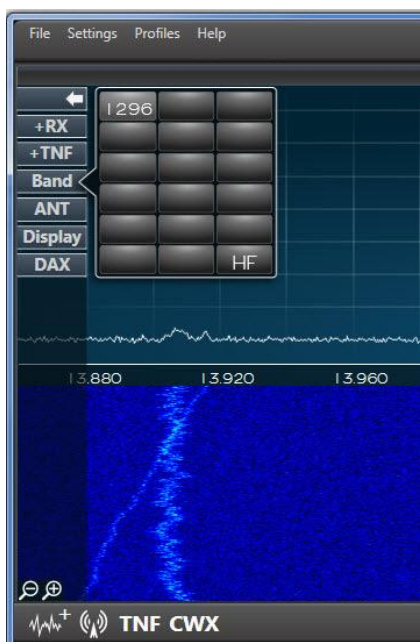 File Settings Profiles Help
+RX
+TNF
Band
ANT
Display
DAX
1296
HF
13.880 13.920 13.960
TNF CWX